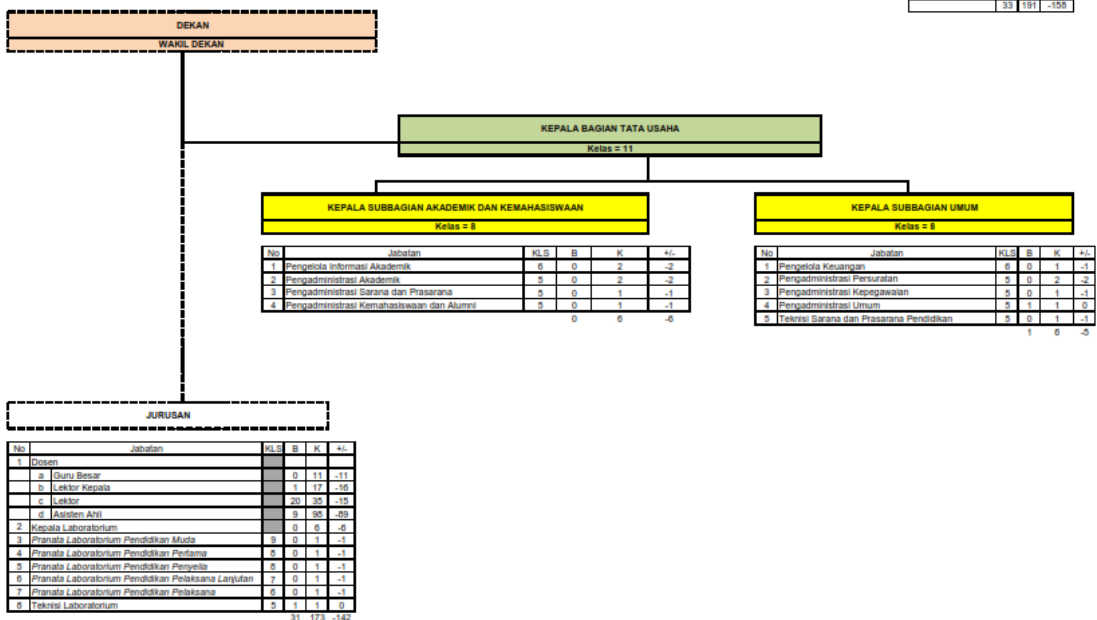 33 191 -158
DEKAN
WAKIL DEKAN
KEPALA BAGIAN TATA USAHA
Kelas = 11
KEPALA SUBBAGIAN AKADEMIK DAN KEMAHASISWAAN
Kelas = 8
No Jabatan KLS B K +/-
1 Pengelola Informasi Akademik 6 0 2 -2
2 Pengadministrasi Akademik 5 0 2 -2
3 Pengadministrasi Sarana dan Prasarana 5 0 1 -1
4 Pengadministrasi Kemahasiswaan dan Alumni 5 0 1 -1
0 6 -6
KEPALA SUBBAGIAN UMUM
Kelas = 8
No Jabatan KLS B K +/-
1 Pengelola Keuangan 6 0 1 -1
2 Pengadministrasi Persuratan 5 0 2 -2
3 Pengadministrasi Kepegawaian 5 0 1 -1
4 Pengadministrasi Umum 5 1 1 0
5 Teknisi Sarana dan Prasarana Pendidikan 5 0 1 -1
1 6 -5
JURUSAN
No Jabatan KLS B K +/-
1 Dosen
a Guru Besar 0 11 -11
b Lektor Kepala 1 17 -16
c Lektor 20 35 -15
d Asisten Ahli 9 98 -89
2 Kepala Laboratorium 0 6 -6
3 Pranata Laboratorium Pendidikan Muda 9 0 1 -1
4 Pranata Laboratorium Pendidikan Pertama 8 0 1 -1
5 Pranata Laboratorium Pendidikan Penyelia 8 0 1 -1
6 Pranata Laboratorium Pendidikan Pelaksana Lanjutan 7 0 1 -1
7 Pranata Laboratorium Pendidikan Pelaksana 6 0 1 -1
8 Teknisi Laboratorium 5 1 1 0
31 173 -142